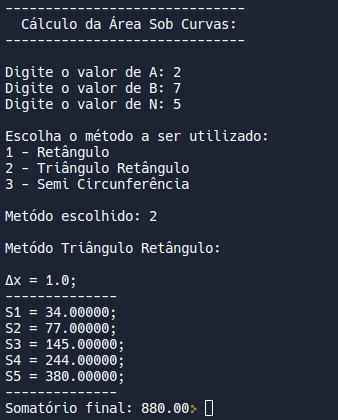 ------------------------------
Cálculo da Área Sob Curvas:
------------------------------
Digite o valor de A: 2
Digite o valor de B: 7
Digite o valor de N: 5
Escolha o método a ser utilizado:
1 - Retângulo
2 - Triângulo Retângulo
3 - Semi Circunferência
Metódo escolhido: 2
Metódo Triângulo Retângulo:
Δx = 1.0;
--------------
S1 = 34.00000;
S2 = 77.00000;
S3 = 145.00000;
S4 = 244.00000;
S5 = 380.00000;
--------------
Somatório final: 880.00>